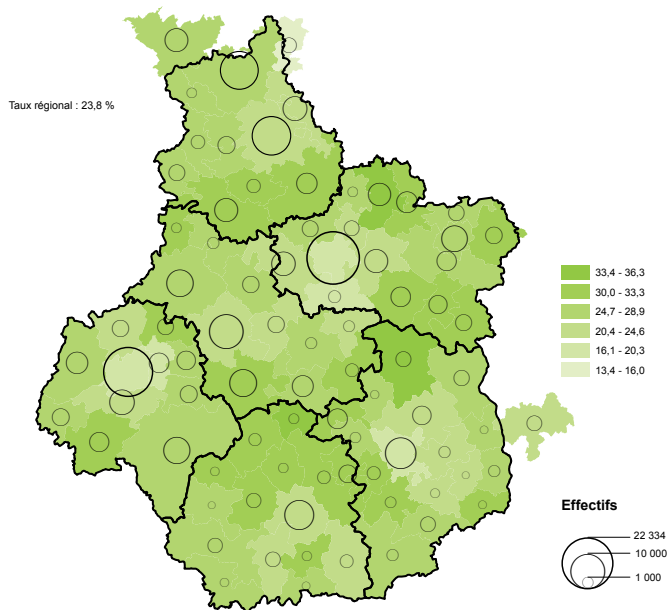 Taux régional : 23,8 %
33,4 - 36,3
30,0 - 33,3
24,7 - 28,9
20,4 - 24,6
16,1 - 20,3
13,4 - 16,0
Effectifs
22 334
10 000
1 000